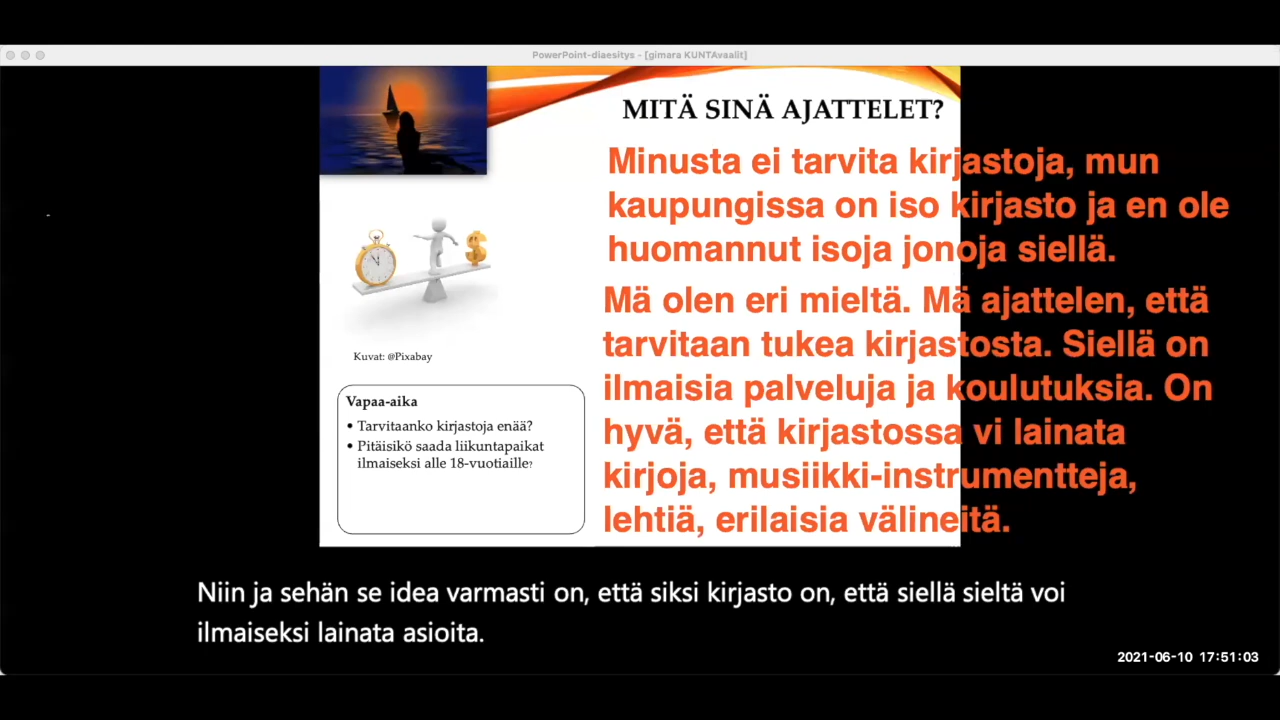 PowerPoint-diaesitys - [gimara KUNTAvaalit]
MITÄ SINÄ AJATTELET?
Minusta ei tarvita kirjastoja, mun
kaupungissa on iso kirjasto ja en ole
huomannut isoja jonoja siellä.
Mä olen eri mieltä. Mä ajattelen, että
tarvitaan tukea kirjastosta. Siellä on
ilmaisia palveluja ja koulutuksia. On
hyvä, että kirjastossa vi lainata
kirjoja, musiikki-instrumentteja,
lehtiä, erilaisia välineitä.
Kuvat: @Pixabay
Vapaa-aika
• Tarvitaanko kirjastoja enää?
• Pitäisikö saada liikuntapaikat
ilmaiseksi alle 18-vuotiaille?
Niin ja sehän se idea varmasti on, että siksi kirjasto on, että siellä sieltä voi
ilmaiseksi lainata asioita.
2021-06-10 17:51:03